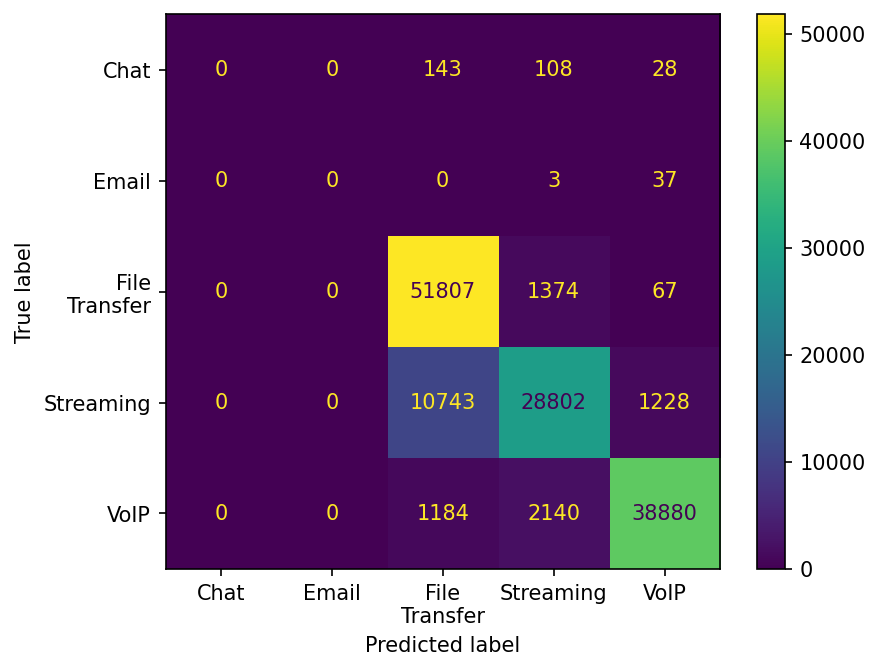 Chat 0 0 143 108 28
Email 0 0 0 3 37
File
Transfer 0 0 51807 1374 67
Streaming 0 0 10743 28802 1228
VoIP 0 0 1184 2140 38880
Chat Email File Streaming VoIP
Transfer
Predicted label
True label
50000
40000
30000
20000
10000
0